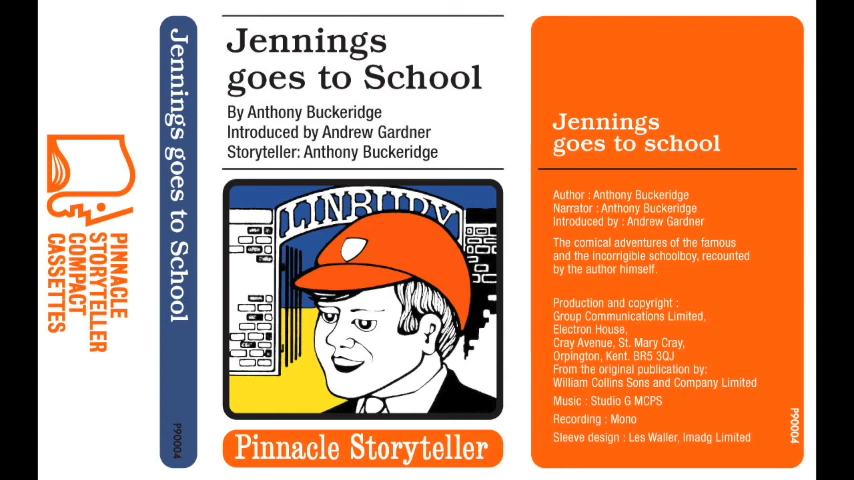 PINNACLE
STORYTELLER
COMPACT
CASSETTES
Jennings goes to School
P90004
Jennings
goes to School
By Anthony Buckeridge
Introduced by Andrew Gardner
Storyteller: Anthony Buckeridge
LINBURY
Pinnacle Storyteller
Jennings
goes to school
Author : Anthony Buckeridge
Narrator : Anthony Buckeridge
Introduced by : Andrew Gardner
The comical adventures of the famous
and the incorrigible schoolboy, recounted
by the author himself.
Production and copyright :
Group Communications Limited,
Electron House,
Cray Avenue, St. Mary Cray,
Orpington, Kent. BR5 3QJ
From the original publication by:
William Collins Sons and Company Limited
Music : Studio G MCPS
Recording : Mono
Sleeve design : Les Waller, Imadg Limited
P90004